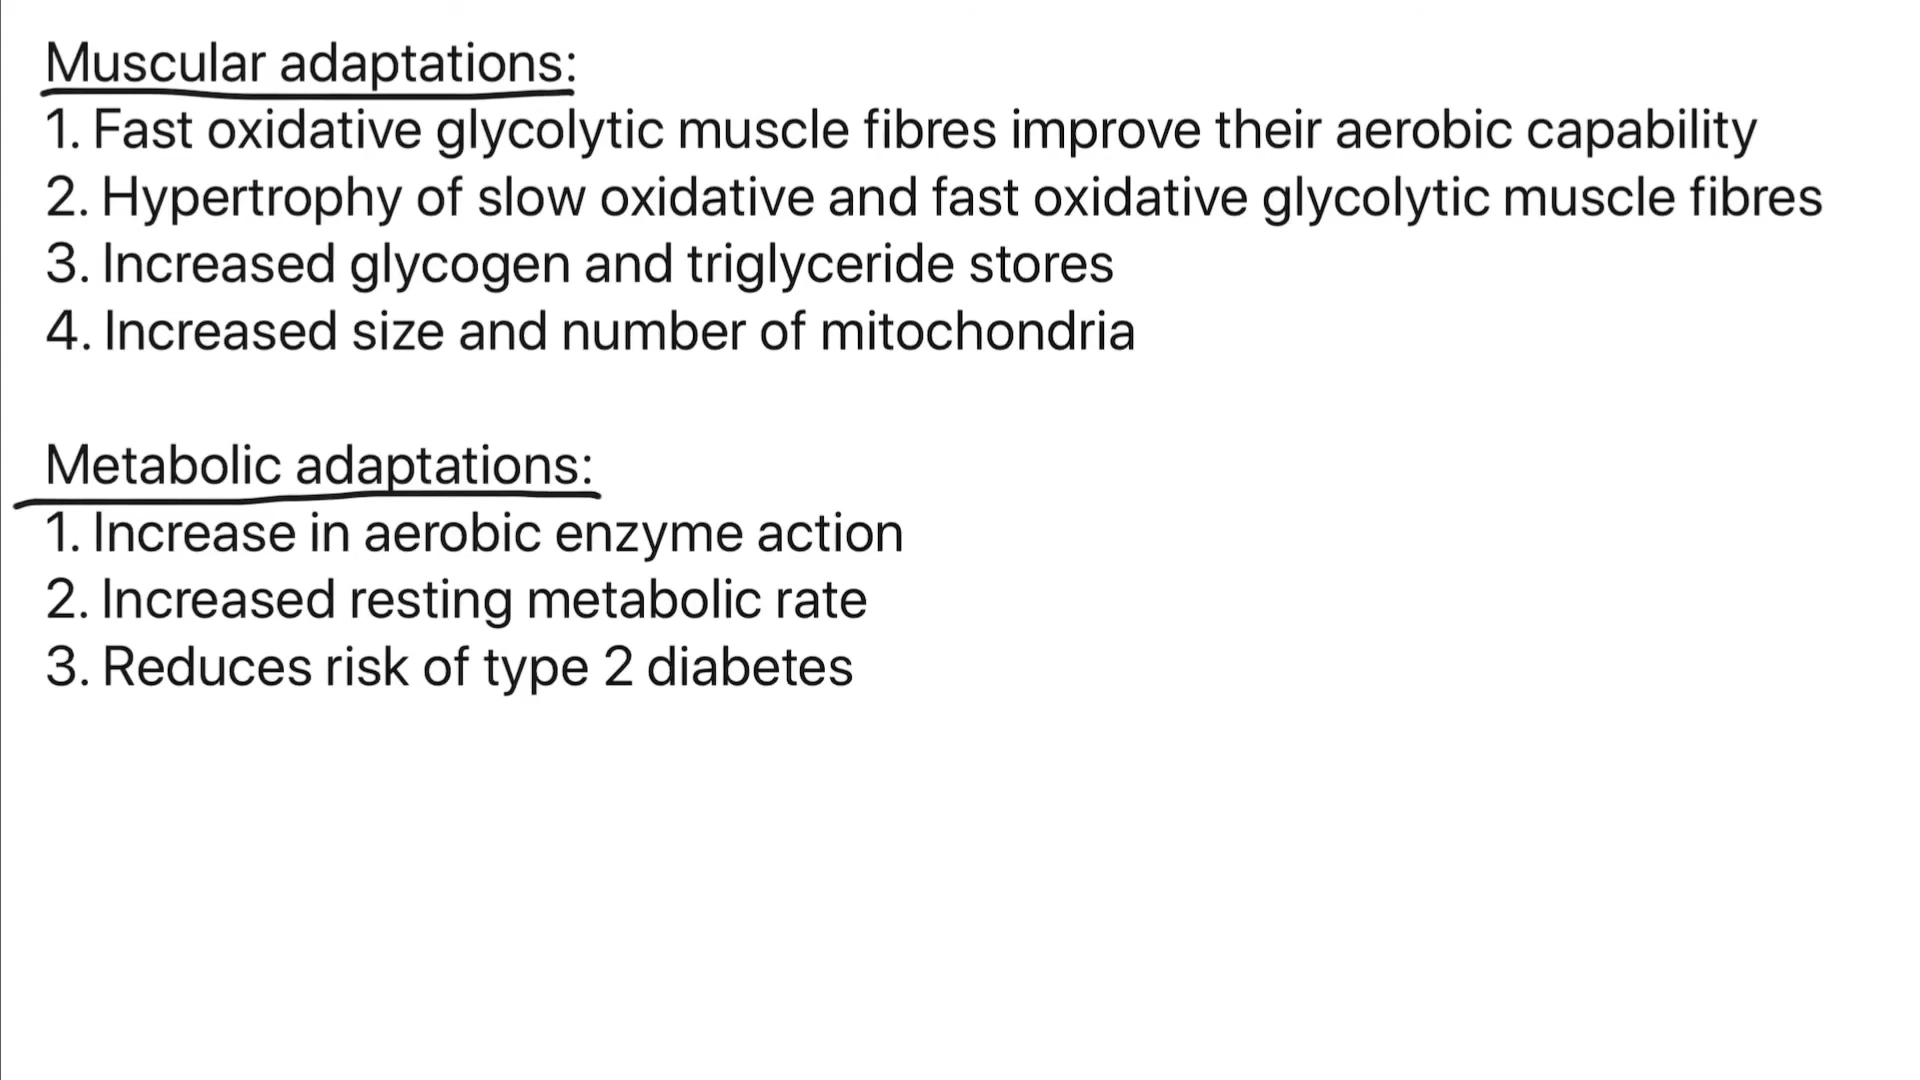 Muscular adaptations:
1. Fast oxidative glycolytic muscle fibres improve their aerobic capability
2. Hypertrophy of slow oxidative and fast oxidative glycolytic muscle fibres
3. Increased glycogen and triglyceride stores
4. Increased size and number of mitochondria
Metabolic adaptations:
1. Increase in aerobic enzyme action
2. Increased resting metabolic rate
3. Reduces risk of type 2 diabetes